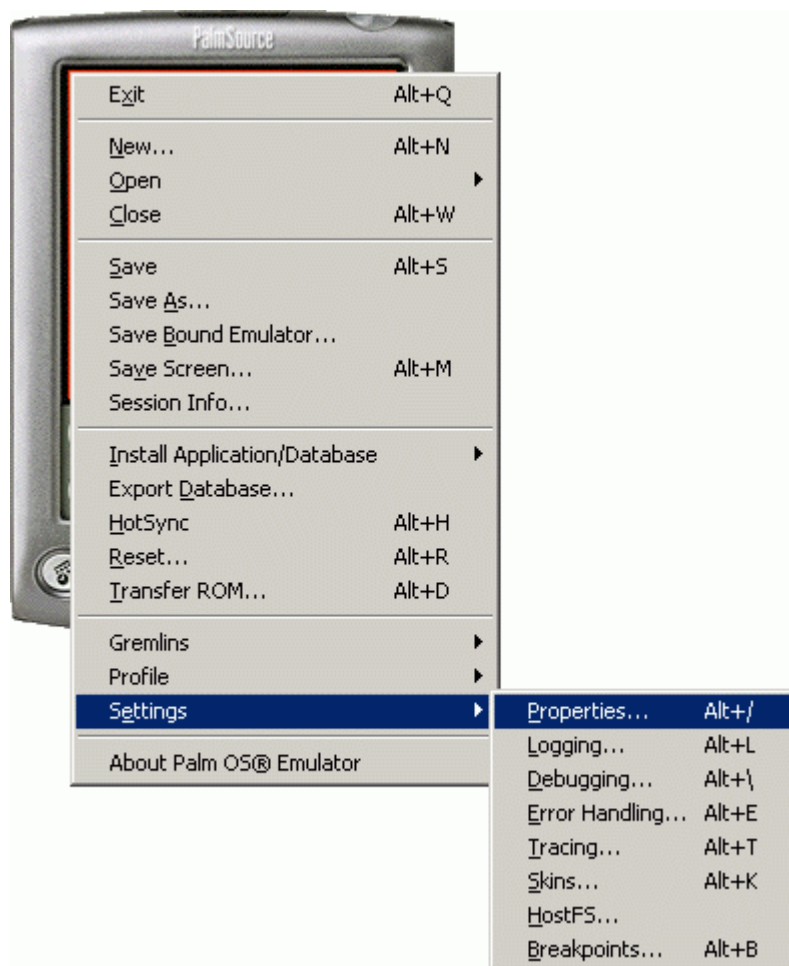 PalmSource
Exit Alt+Q
New... Alt+N
Open
Close Alt+W
Save Alt+S
Save As...
Save Bound Emulator...
Save Screen... Alt+M
Session Info...
Install Application/Database
Export Database...
HotSync Alt+H
Reset... Alt+R
Transfer ROM... Alt+D
Gremlins
Profile
Settings
About Palm OS® Emulator
Properties... Alt+/
Logging... Alt+L
Debugging... Alt+\
Error Handling... Alt+E
Tracing... Alt+T
Skins... Alt+K
HostFS...
Breakpoints... Alt+B